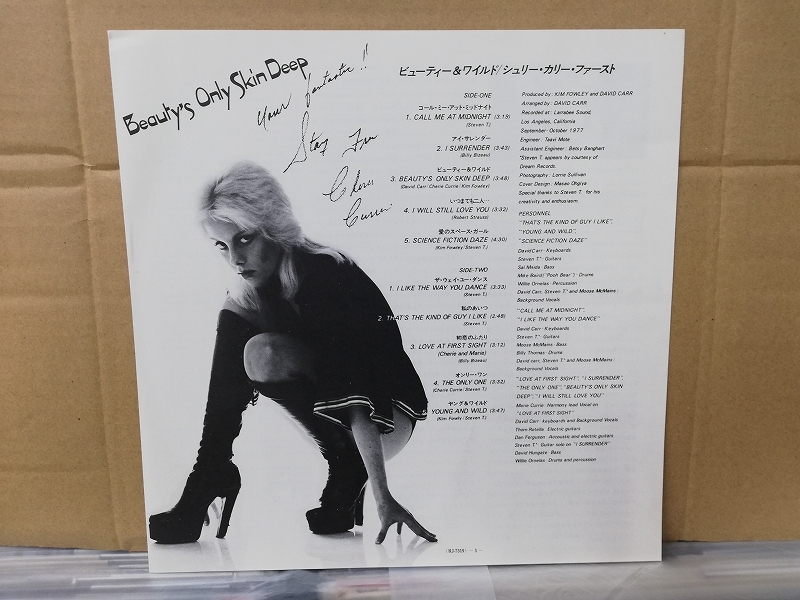 Beauty's Only Skin Deep
your fantastic!!
Stay Free
Cherie
Currie
ビューティー&ワイルド/シュリー・カリー・ファースト
SIDE-ONE
コール・ミー・アット・ミッドナイト
1. CALL ME AT MIDNIGHT (3:15)
(Steven T.)
アイ・サレンダー
2. I SURRENDER (3:43)
(Billy Bizeau)
ビューティー&ワイルド
3. BEAUTY'S ONLY SKIN DEEP (3:48)
(David Carr/Cherie Currie/Kim Fowley)
いつまでも二人…
4. I WILL STILL LOVE YOU (3:32)
(Robert Strauss)
愛のスペース・ガール
5. SCIENCE FICTION DAZE (4:30)
(Kim Fowley/Steven T.)
SIDE-TWO
ザ・ウェイ・ユー・ダンス
1. I LIKE THE WAY YOU DANCE (3:33)
(Steven T.)
私のあいつ
2. THAT'S THE KIND OF GUY I LIKE (2:48)
(Steven T.)
初恋のふたり
3. LOVE AT FIRST SIGHT (3:12)
(Cherie and Marie)
(Billy Bizeau)
オンリー・ワン
4. THE ONLY ONE (3:32)
(Cherie Currie/Steven T.)
ヤング&ワイルド
5. YOUNG AND WILD (3:47)
(Kim Fowly/Steven T.)
Produced by: KIM FOWLEY and DAVID CARR
Arranged by: DAVID CARR
Recorded at: Larrabee Sound,
Los Angeles, California
September-October 1977
Engineer: Taavi Mote
Assistant Engineer: Betsy Banghart
*Steven T. appears by courtesy of
Dream Records.
Photography: Lorrie Sullivan
Cover Design: Masao Ohgiya
Special thanks to Steven T. for his
creativity and enthusiasm.
PERSONNEL
"THAT'S THE KIND OF GUY I LIKE",
"YOUNG AND WILD",
"SCIENCE FICTION DAZE"
David Carr: Keyboards
Steven T.*: Guitars
Sal Maida: Bass
Mike Baird ("Pooh Bear"): Drums
Willie Ornelas: Percussion
David Carr, Steven T.* and Moose McMains:
Background Vocals
"CALL ME AT MIDNIGHT",
"I LIKE THE WAY YOU DANCE"
David Carr: Keyboards
Steven T.*: Guitars
Moose McMains: Bass
Billy Thomas: Drums
David Carr, Steven T.* and Moose McMains:
Background Vocals
"LOVE AT FIRST SIGHT", "I SURRENDER",
"THE ONLY ONE", "BEAUTY'S ONLY SKIN
DEEP", "I WILL STILL LOVE YOU"
Marie Currie: Harmony lead Vocal on
"LOVE AT FIRST SIGHT"
David Carr: keyboards and Background Vocals
Thom Rotella: Electric guitars
Dan Ferguson: Arcoustic and electric guitars
Steven T.*: Guitar solo on "I SURRENDER"
David Hungate: Bass
Willie Ornelas: Drums and percussion